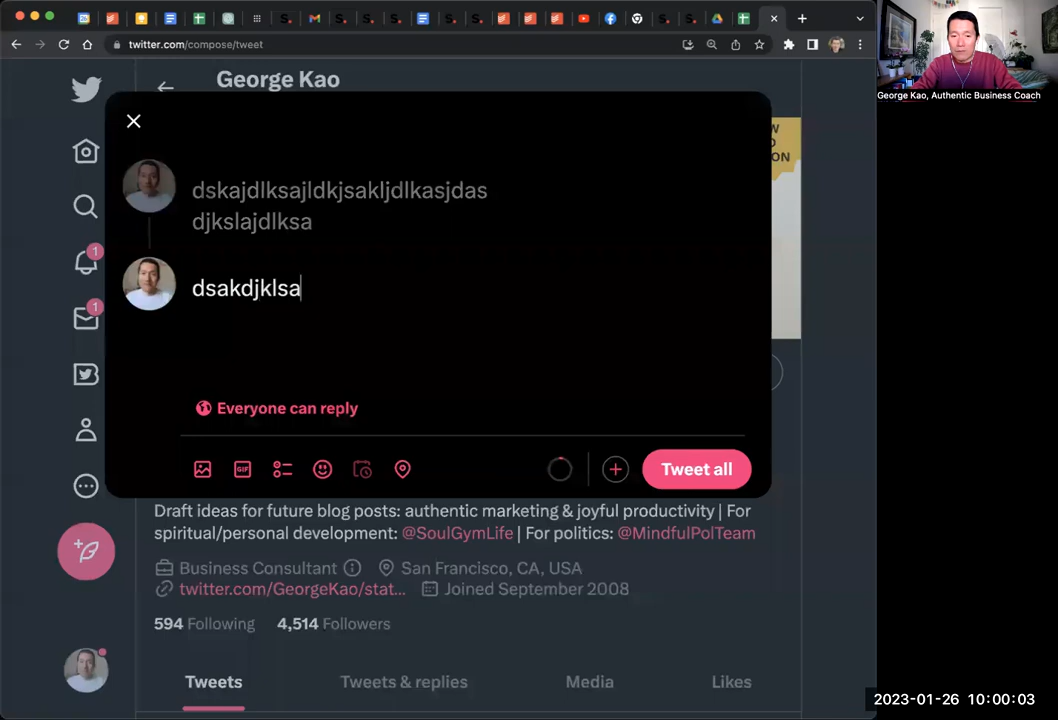 twitter.com/compose/tweet
George Kao, Authentic Business Coach
George Kao
dskajdlksajldkjsakljdlkasjdas
djkslajdlksa
1
dsakdjklsa
1
Everyone can reply
GIF
Tweet all
Draft ideas for future blog posts: authentic marketing & joyful productivity | For
spiritual/personal development: @SoulGymLife | For politics: @MindfulPolTeam
Business Consultant San Francisco, CA, USA
twitter.com/GeorgeKao/stat... Joined September 2008
594 Following 4,514 Followers
Tweets Tweets & replies Media Likes
2023-01-26 10:00:03